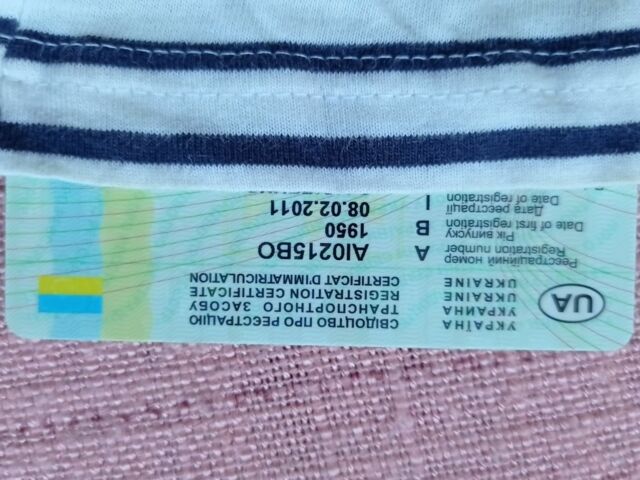 УКРАЇНА
УКРАИНА
UKRAINE
UKRAINE
UA
СВІДОЦТВО ПРО РЕЄСТРАЦІЮ
ТРАНСПОРТНОГО ЗАСОБУ
REGISTRATION CERTIFICATE
CERTIFICAT D'IMMATRICULATION
Реєстраційний номер
Registration number
A
AI0215BO
Рік випуску
B
1950
Date of first registration
Дата реєстрації
Date of registration
I
08.02.2011